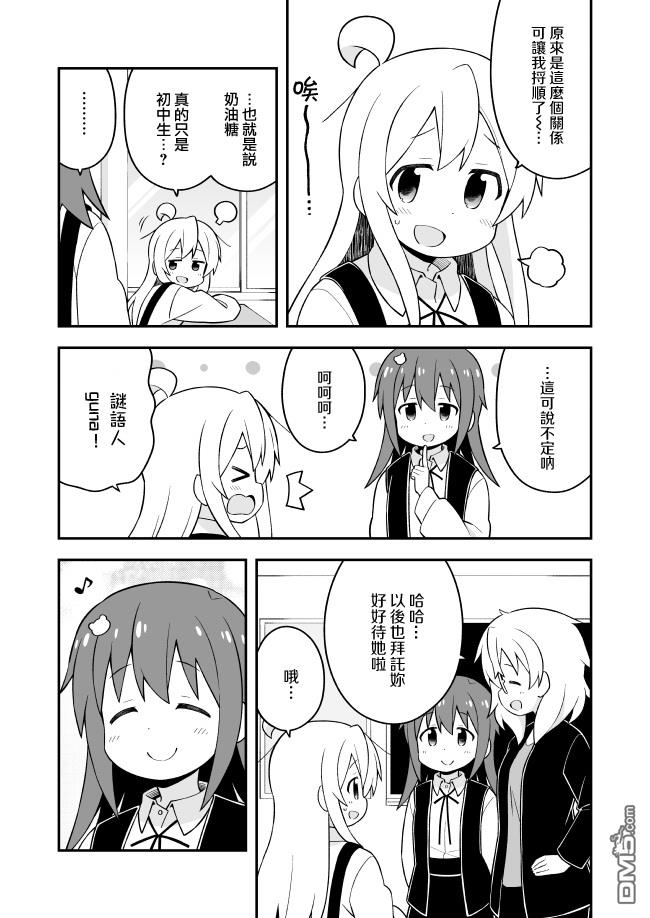 原來是這麼個關係
可讓我捋順了~…
唉~…
…也就是說
奶油糖
真的只是
初中生…?
………
…這可說不定吶
呵呵呵…
謎語人
guna!
哈哈…
以後也拜託妳
好好待她啦
哦…
♪
DM5.com